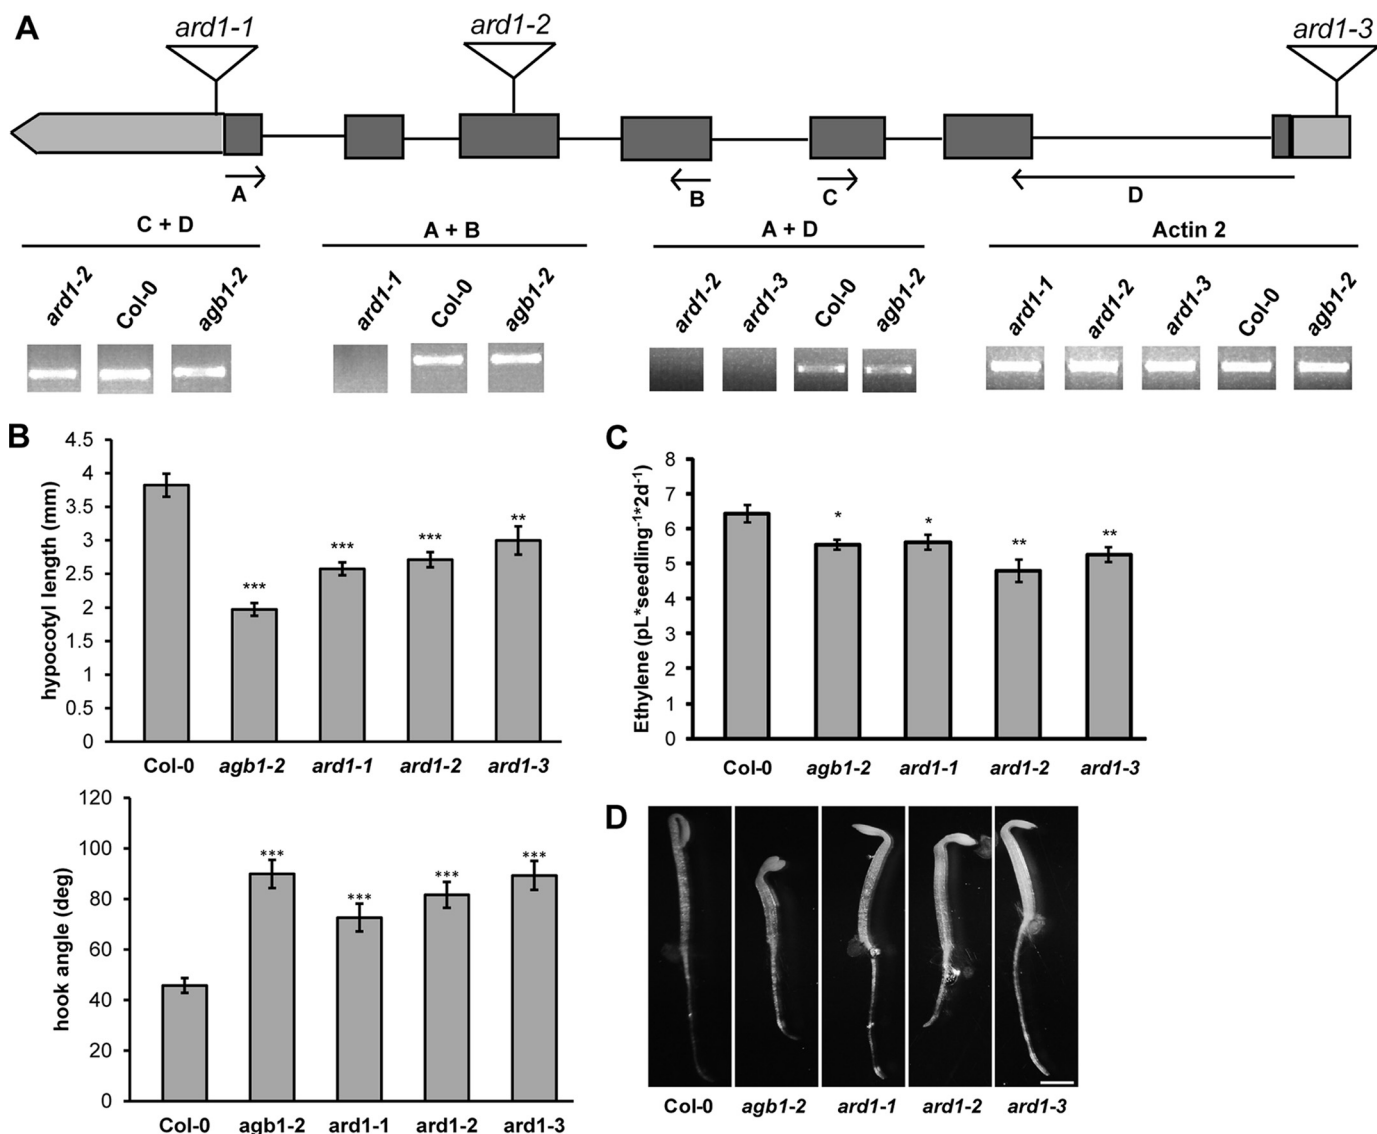 A
ard1-1
ard1-2
ard1-3
A
B
C
D
C + D
A + B
A + D
Actin 2
ard1-2
Col-0
agb1-2
ard1-1
Col-0
agb1-2
ard1-2
ard1-3
Col-0
agb1-2
ard1-1
ard1-2
ard1-3
Col-0
agb1-2
B
hypocotyl length (mm)
4.5
4
3.5
3
2.5
2
1.5
1
0.5
0
***
***
***
**
Col-0
agb1-2
ard1-1
ard1-2
ard1-3
hook angle (deg)
120
100
80
60
40
20
0
***
***
***
***
Col-0
agb1-2
ard1-1
ard1-2
ard1-3
C
Ethylene (pL*seedling⁻¹*2d⁻¹)
8
7
6
5
4
3
2
1
0
*
*
**
**
Col-0
agb1-2
ard1-1
ard1-2
ard1-3
D
Col-0
agb1-2
ard1-1
ard1-2
ard1-3